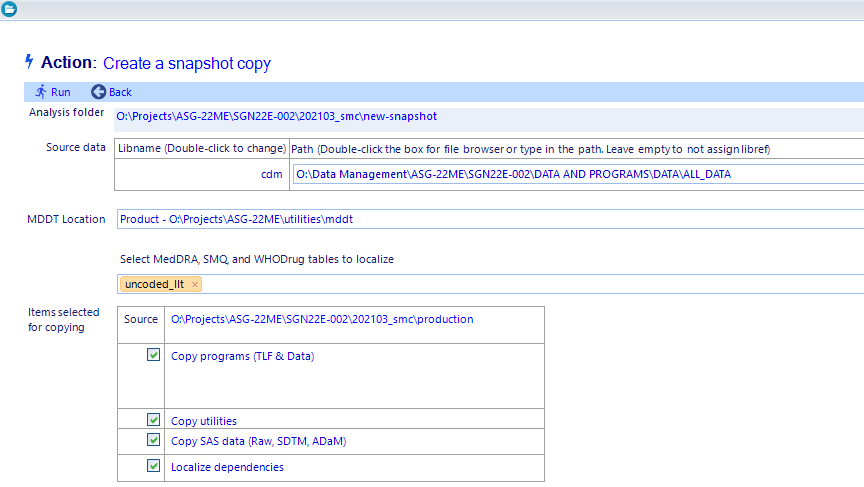 Action: Create a snapshot copy
Run Back
Analysis folder O:\Projects\ASG-22ME\SGN22E-002\202103_smc\new-snapshot
Source data Libname (Double-click to change) Path (Double-click the box for file browser or type in the path. Leave empty to not assign libref)
cdm O:\Data Management\ASG-22ME\SGN22E-002\DATA AND PROGRAMS\DATA\ALL_DATA
MDDT Location Product - O:\Projects\ASG-22ME\utilities\mddt
Select MedDRA, SMQ, and WHODrug tables to localize
uncoded_llt ×
Items selected
for copying
Source O:\Projects\ASG-22ME\SGN22E-002\202103_smc\production
Copy programs (TLF & Data)
Copy utilities
Copy SAS data (Raw, SDTM, ADaM)
Localize dependencies